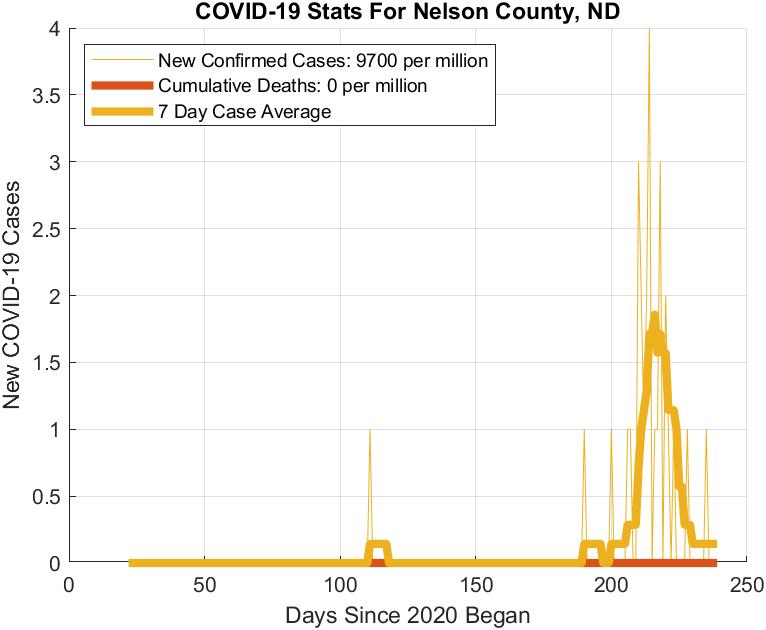 COVID-19 Stats For Nelson County, ND
New Confirmed Cases: 9700 per million
Cumulative Deaths: 0 per million
7 Day Case Average
4
3.5
3
2.5
2
1.5
1
0.5
0
New COVID-19 Cases
0 50 100 150 200 250
Days Since 2020 Began